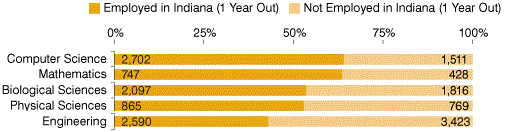 Employed in Indiana (1 Year Out) Not Employed in Indiana (1 Year Out)
0% 25% 50% 75% 100%
Computer Science 2,702 1,511
Mathematics 747 428
Biological Sciences 2,097 1,816
Physical Sciences 865 769
Engineering 2,590 3,423